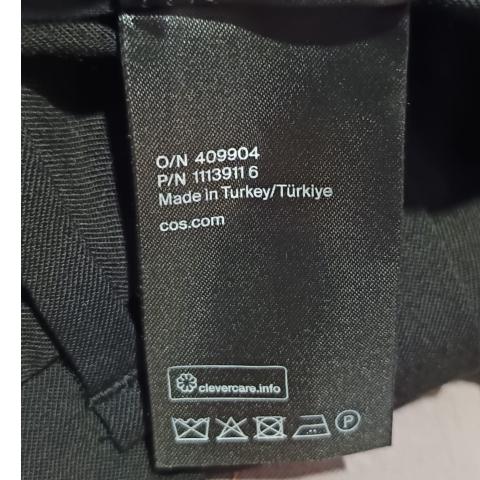 O/N 409904
P/N 1113911 6
Made in Turkey/Türkiye
cos.com
clevercare.info
P